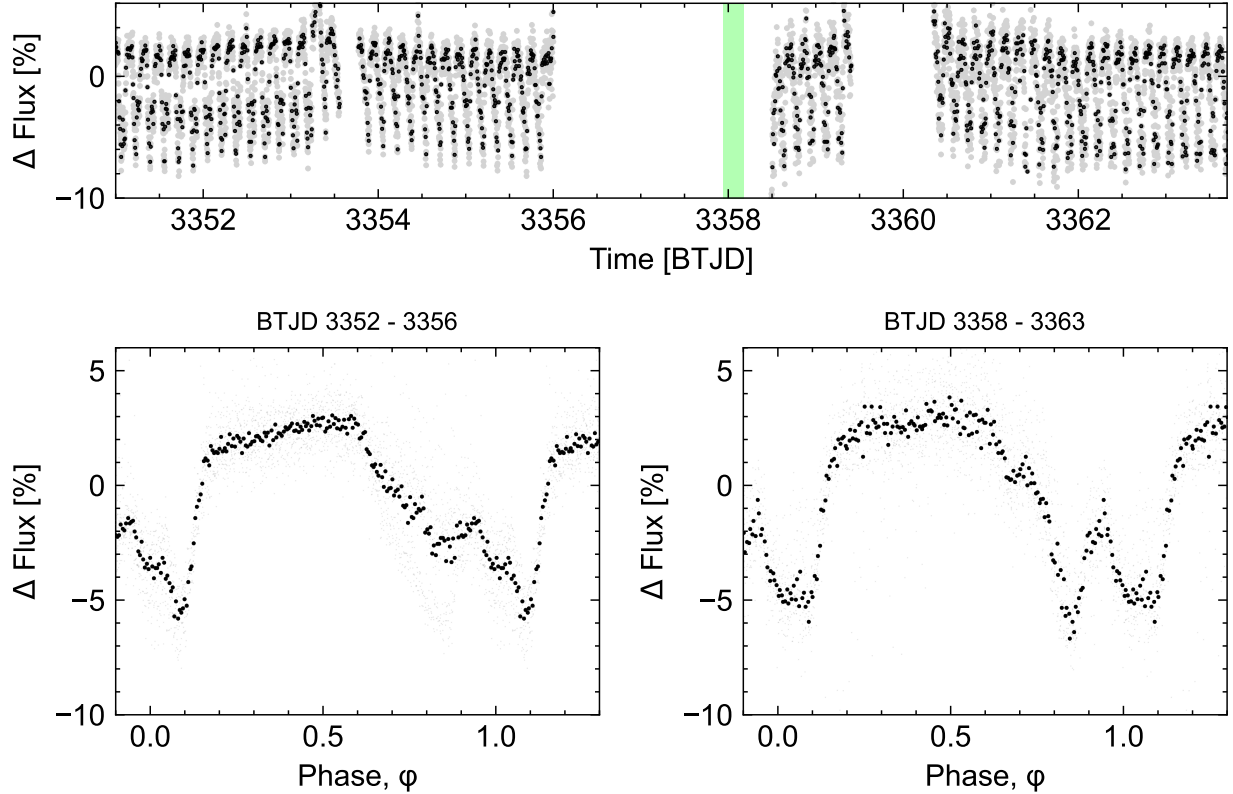 Δ Flux [%]
0
−10
3352 3354 3356 3358 3360 3362
Time [BTJD]
BTJD 3352 - 3356
Δ Flux [%]
5
0
−5
−10
0.0 0.5 1.0
Phase, φ
BTJD 3358 - 3363
Δ Flux [%]
5
0
−5
−10
0.0 0.5 1.0
Phase, φ